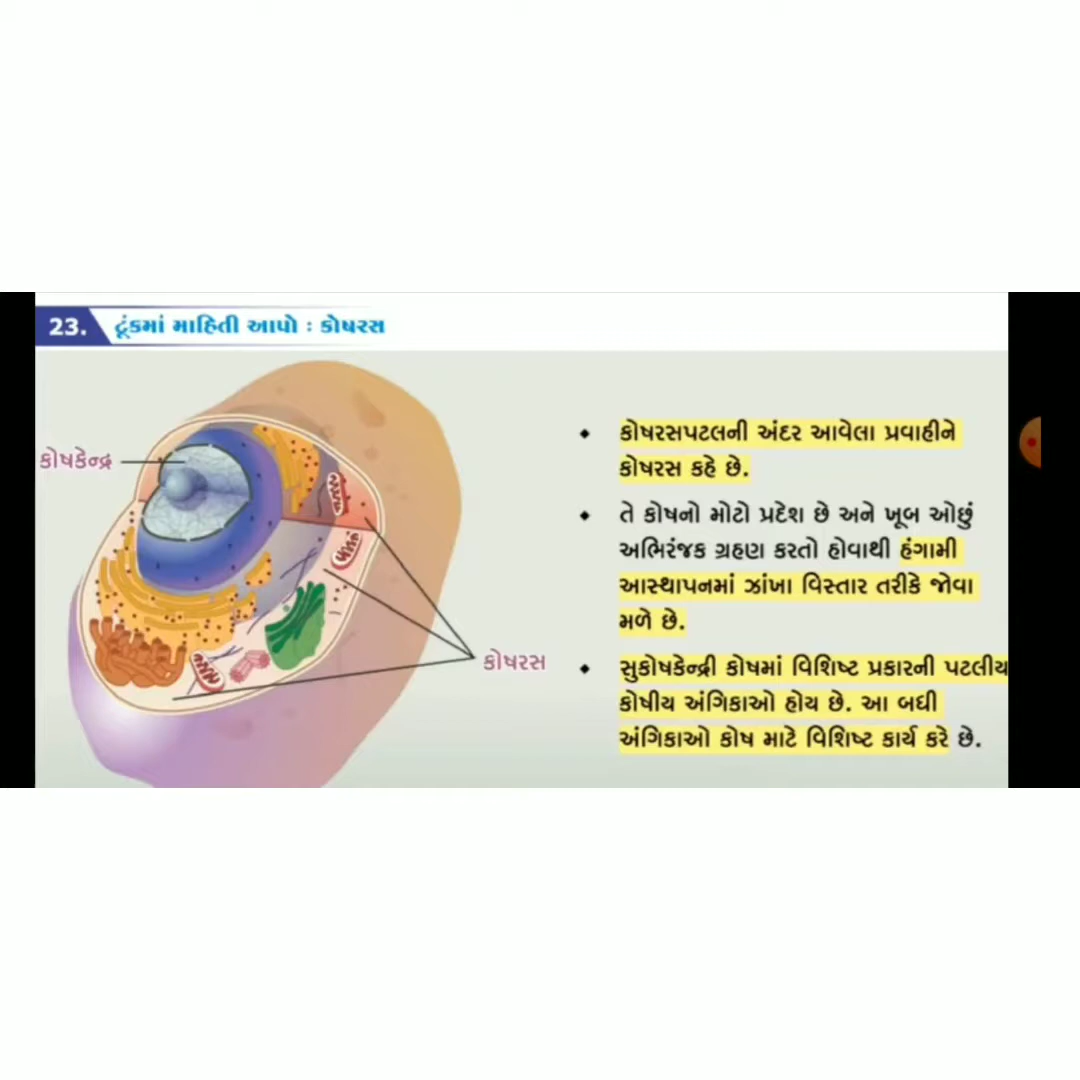 23. ટૂંકમાં માહિતી આપો : કોષરસ
કોષકેન્દ્ર
કોષરસ
• કોષરસપટલની અંદર આવેલા પ્રવાહીને
કોષરસ કહે છે.
• તે કોષનો મોટો પ્રદેશ છે અને ખૂબ ઓછું
અભિરંજક ગ્રહણ કરતો હોવાથી હંગામી
આસ્થાપનમાં ઝાંખા વિસ્તાર તરીકે જોવા
મળે છે.
• સુકોષકેન્દ્રી કોષમાં વિશિષ્ટ પ્રકારની પટલીય
કોષીય અંગિકાઓ હોય છે. આ બધી
અંગિકાઓ કોષ માટે વિશિષ્ટ કાર્ય કરે છે.